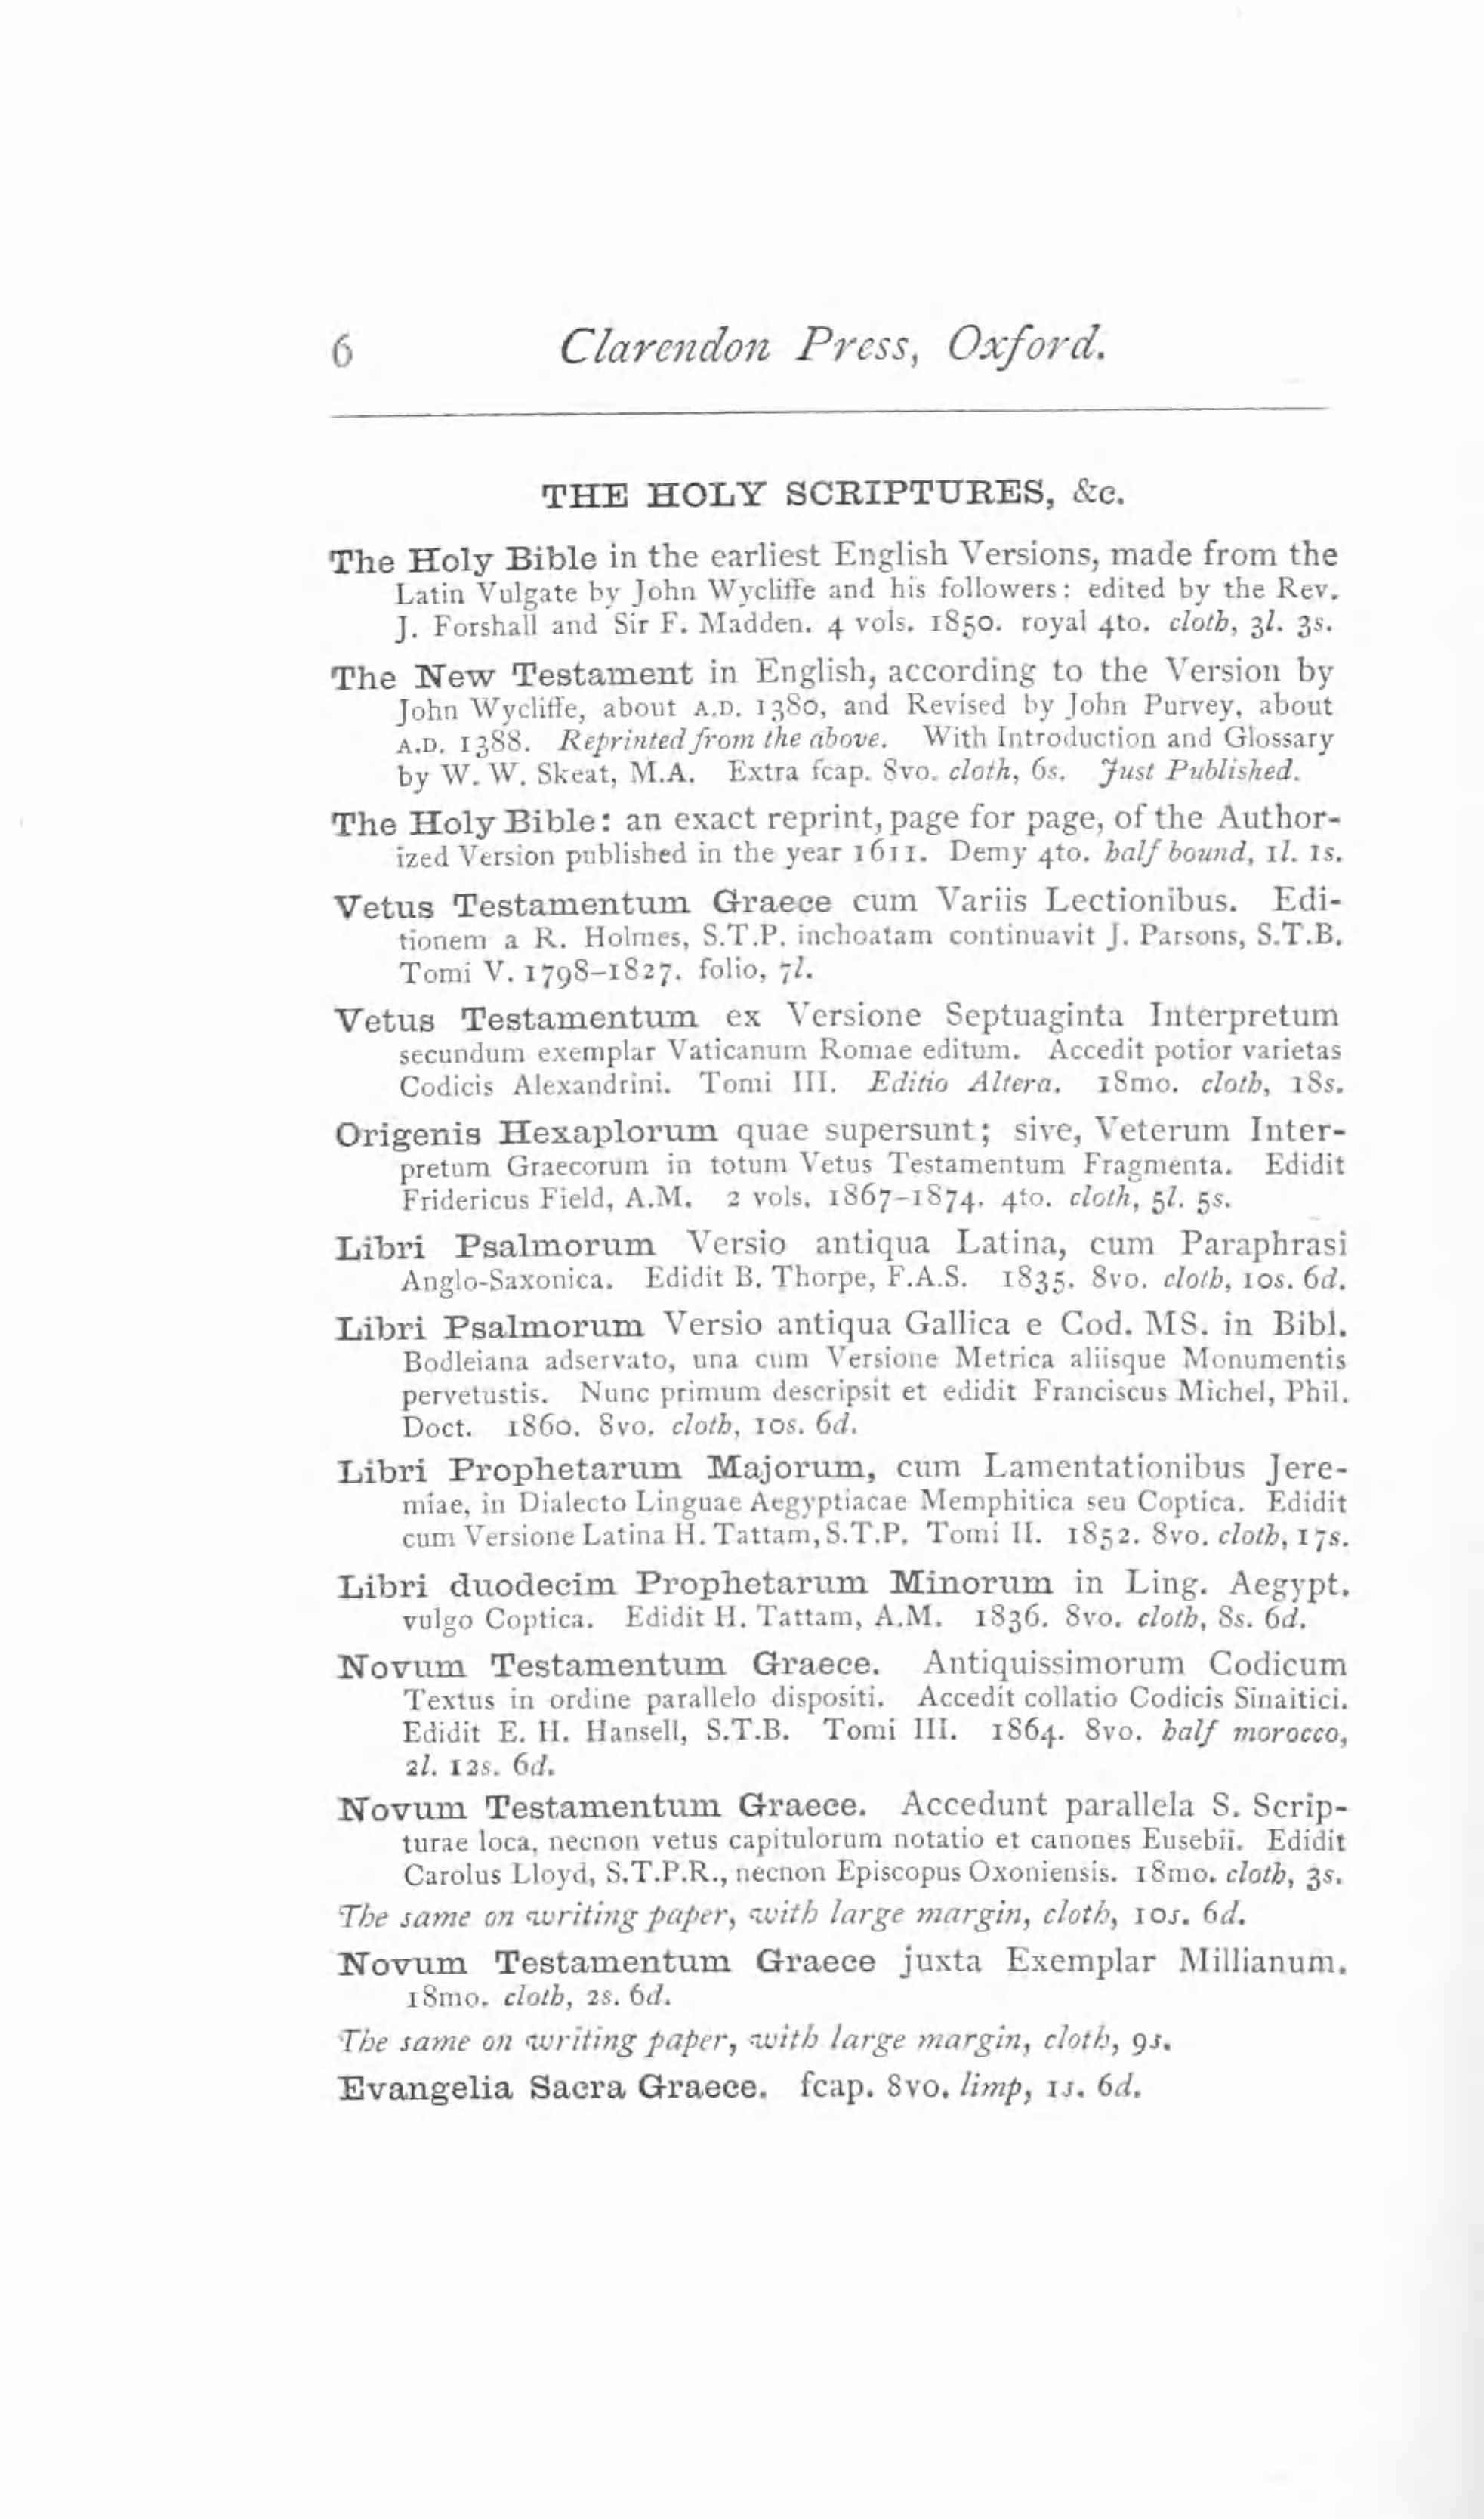 6 Clarendon Press, Oxford.
THE HOLY SCRIPTURES, &c.
The Holy Bible in the earliest English Versions, made from the
Latin Vulgate by John Wycliffe and his followers: edited by the Rev.
J. Forshall and Sir F. Madden. 4 vols. 1850. royal 4to. cloth, 3l. 3s.
The New Testament in English, according to the Version by
John Wycliffe, about A.D. 1380, and Revised by John Purvey, about
A.D. 1388. Reprinted from the above. With Introduction and Glossary
by W. W. Skeat, M.A. Extra fcap. 8vo. cloth, 6s. Just Published.
The Holy Bible: an exact reprint, page for page, of the Author-
ized Version published in the year 1611. Demy 4to. half bound, 1l. 1s.
Vetus Testamentum Graece cum Variis Lectionibus. Edi-
tionem a R. Holmes, S.T.P. inchoatam continuavit J. Parsons, S.T.B.
Tomi V. 1798-1827. folio, 7l.
Vetus Testamentum ex Versione Septuaginta Interpretum
secundum exemplar Vaticanum Romae editum. Accedit potior varietas
Codicis Alexandrini. Tomi III. Editio Altera. 18mo. cloth, 18s.
Origenis Hexaplorum quae supersunt; sive, Veterum Inter-
pretum Graecorum in totum Vetus Testamentum Fragmenta. Edidit
Fridericus Field, A.M. 2 vols. 1867-1874. 4to. cloth, 5l. 5s.
Libri Psalmorum Versio antiqua Latina, cum Paraphrasi
Anglo-Saxonica. Edidit B. Thorpe, F.A.S. 1835. 8vo. cloth, 10s. 6d.
Libri Psalmorum Versio antiqua Gallica e Cod. MS. in Bibl.
Bodleiana adservato, una cum Versione Metrica aliisque Monumentis
pervetustis. Nunc primum descripsit et edidit Franciscus Michel, Phil.
Doct. 1860. 8vo. cloth, 10s. 6d.
Libri Prophetarum Majorum, cum Lamentationibus Jere-
miae, in Dialecto Linguae Aegyptiacae Memphitica seu Coptica. Edidit
cum Versione Latina H. Tattam, S.T.P. Tomi II. 1852. 8vo. cloth, 17s.
Libri duodecim Prophetarum Minorum in Ling. Aegypt.
vulgo Coptica. Edidit H. Tattam, A.M. 1836. 8vo. cloth, 8s. 6d.
Novum Testamentum Graece. Antiquissimorum Codicum
Textus in ordine parallelo dispositi. Accedit collatio Codicis Sinaitici.
Edidit E. H. Hansell, S.T.B. Tomi III. 1864. 8vo. half morocco,
2l. 12s. 6d.
Novum Testamentum Graece. Accedunt parallela S. Scrip-
turae loca, necnon vetus capitulorum notatio et canones Eusebii. Edidit
Carolus Lloyd, S.T.P.R., necnon Episcopus Oxoniensis. 18mo. cloth, 3s.
The same on writing paper, with large margin, cloth, 10s. 6d.
Novum Testamentum Graece juxta Exemplar Millianum.
18mo. cloth, 2s. 6d.
The same on writing paper, with large margin, cloth, 9s.
Evangelia Sacra Graece. fcap. 8vo. limp, 1s. 6d.